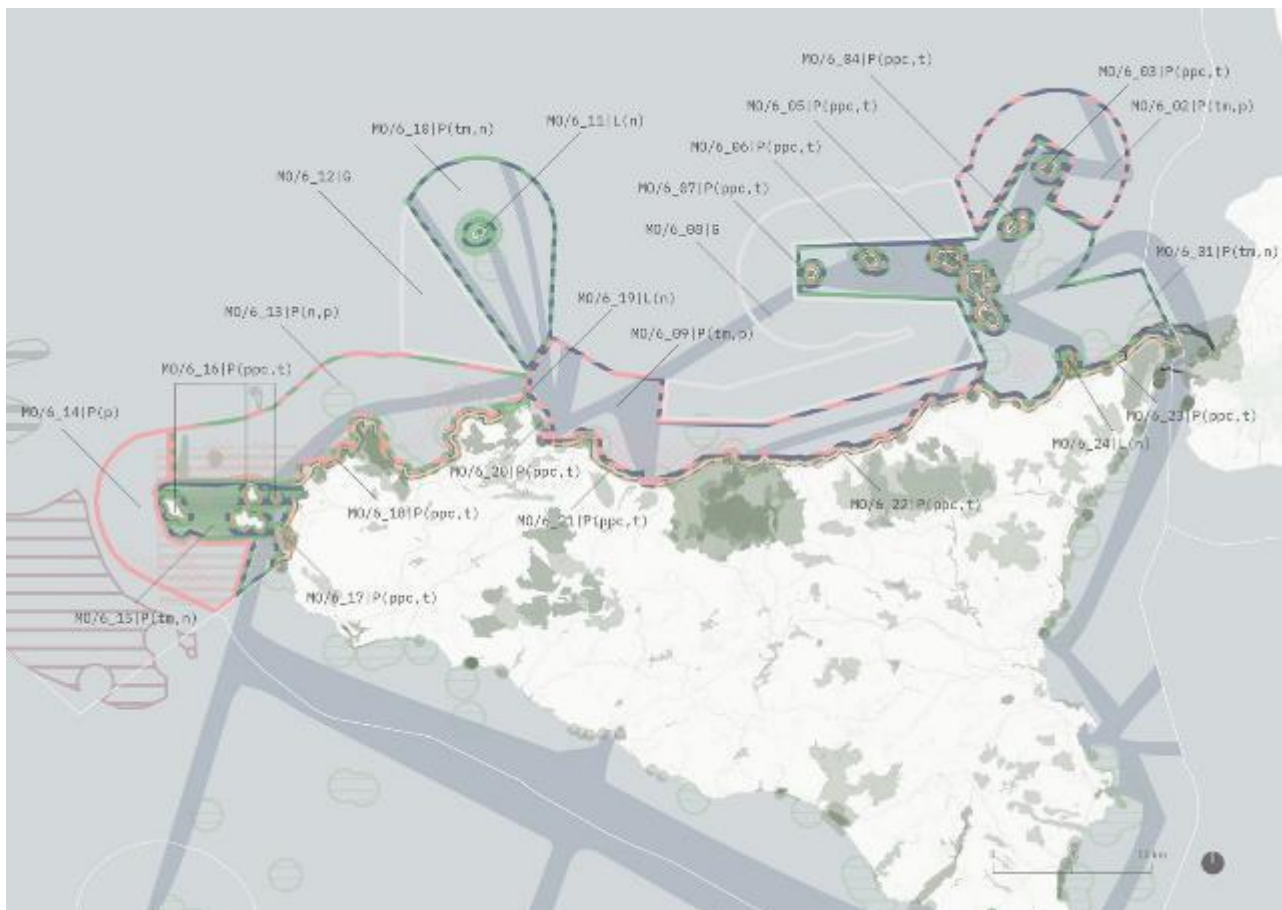 MO/6_04|P(ppc,t)
MO/6_03|P(ppc,t)
MO/6_05|P(ppc,t)
MO/6_02|P(tm,p)
MO/6_10|P(tm,n)
MO/6_11|L(n)
MO/6_06|P(ppc,t)
MO/6_12|G
MO/6_07|P(ppc,t)
MO/6_08|G
MO/6_01|P(tm,n)
MO/6_19|L(n)
MO/6_13|P(n,p)
MO/6_09|P(tm,p)
MO/6_16|P(ppc,t)
MO/6_14|P(p)
MO/6_23|P(ppc,t)
MO/6_24|L(n)
MO/6_20|P(ppc,t)
MO/6_18|P(ppc,t)
MO/6_21|P(ppc,t)
MO/6_22|P(ppc,t)
MO/6_17|P(ppc,t)
MO/6_15|P(tm,n)